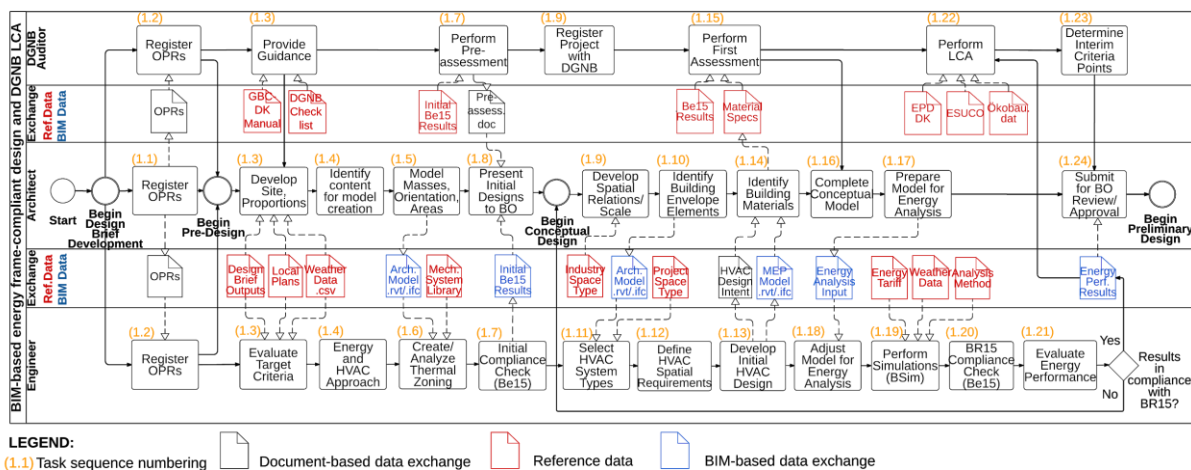 BIM-based energy frame-compliant design and DGNB LCA
DGNB
Auditor
(1.2)
Register
OPRs
(1.3)
Provide
Guidance
(1.7)
Perform
Pre-
assessment
(1.9)
Register
Project with
DGNB
(1.15)
Perform
First
Assessment
(1.22)
Perform
LCA
(1.23)
Determine
Interim
Criteria
Points
Exchange
Ref.Data
BIM Data
OPRs
GBC-
DK
Manual
DGNB
Check
list
Initial
Be15
Results
Pre
assess.
doc
Be15
Results
Material
Specs
EPD
DK
ESUCO
Ökobau.
dat
Architect
Start
Begin
Design
Brief
Development
(1.1)
Register
OPRs
Begin
Pre-Design
(1.3)
Develop
Site,
Proportions
(1.4)
Identify
content
for model
creation
(1.5)
Model
Masses,
Orientation,
Areas
(1.8)
Present
Initial
Designs to BO
Begin
Conceptual
Design
(1.9)
Develop
Spatial
Relations/
Scale
(1.10)
Identify
Building
Envelope
Elements
(1.14)
Identify
Building
Materials
(1.16)
Complete
Conceptual
Model
(1.17)
Prepare
Model for
Energy
Analysis
(1.24)
Submit
for BO
Review/
Approval
Begin
Preliminary
Design
Exchange
Ref.Data
BIM Data
OPRs
Design
Brief
Outputs
Local
Plans
Weather
Data
.csv
Arch.
Model
.rvt/.ifc
Mech.
System
Library
Initial
Be15
Results
Industry
Space
Type
Arch.
Model
.rvt/.ifc
Project
Space
Type
HVAC
Design
Intent
MEP
Model
.rvt/.ifc
Energy
Analysis
Input
Energy
Tariff
Weather
Data
Analysis
Method
Energy
Perf.
Results
Engineer
(1.2)
Register
OPRs
(1.3)
Evaluate
Target
Criteria
(1.4)
Energy
and HVAC
Approach
(1.6)
Create/
Analyze
Thermal
Zoning
(1.7)
Initial
Compliance
Check (Be15)
(1.11)
Select
HVAC
System
Types
(1.12)
Define
HVAC
Spatial
Requirements
(1.13)
Develop
Initial
HVAC
Design
(1.18)
Adjust
Model for
Energy
Analysis
(1.19)
Perform
Simulations
(BSim)
(1.20)
BR15
Compliance
Check
(Be15)
(1.21)
Evaluate
Energy
Performance
Yes
No
Results
in
compliance
with
BR15?
LEGEND:
(1.1) Task sequence numbering
Document-based data exchange
Reference data
BIM-based data exchange